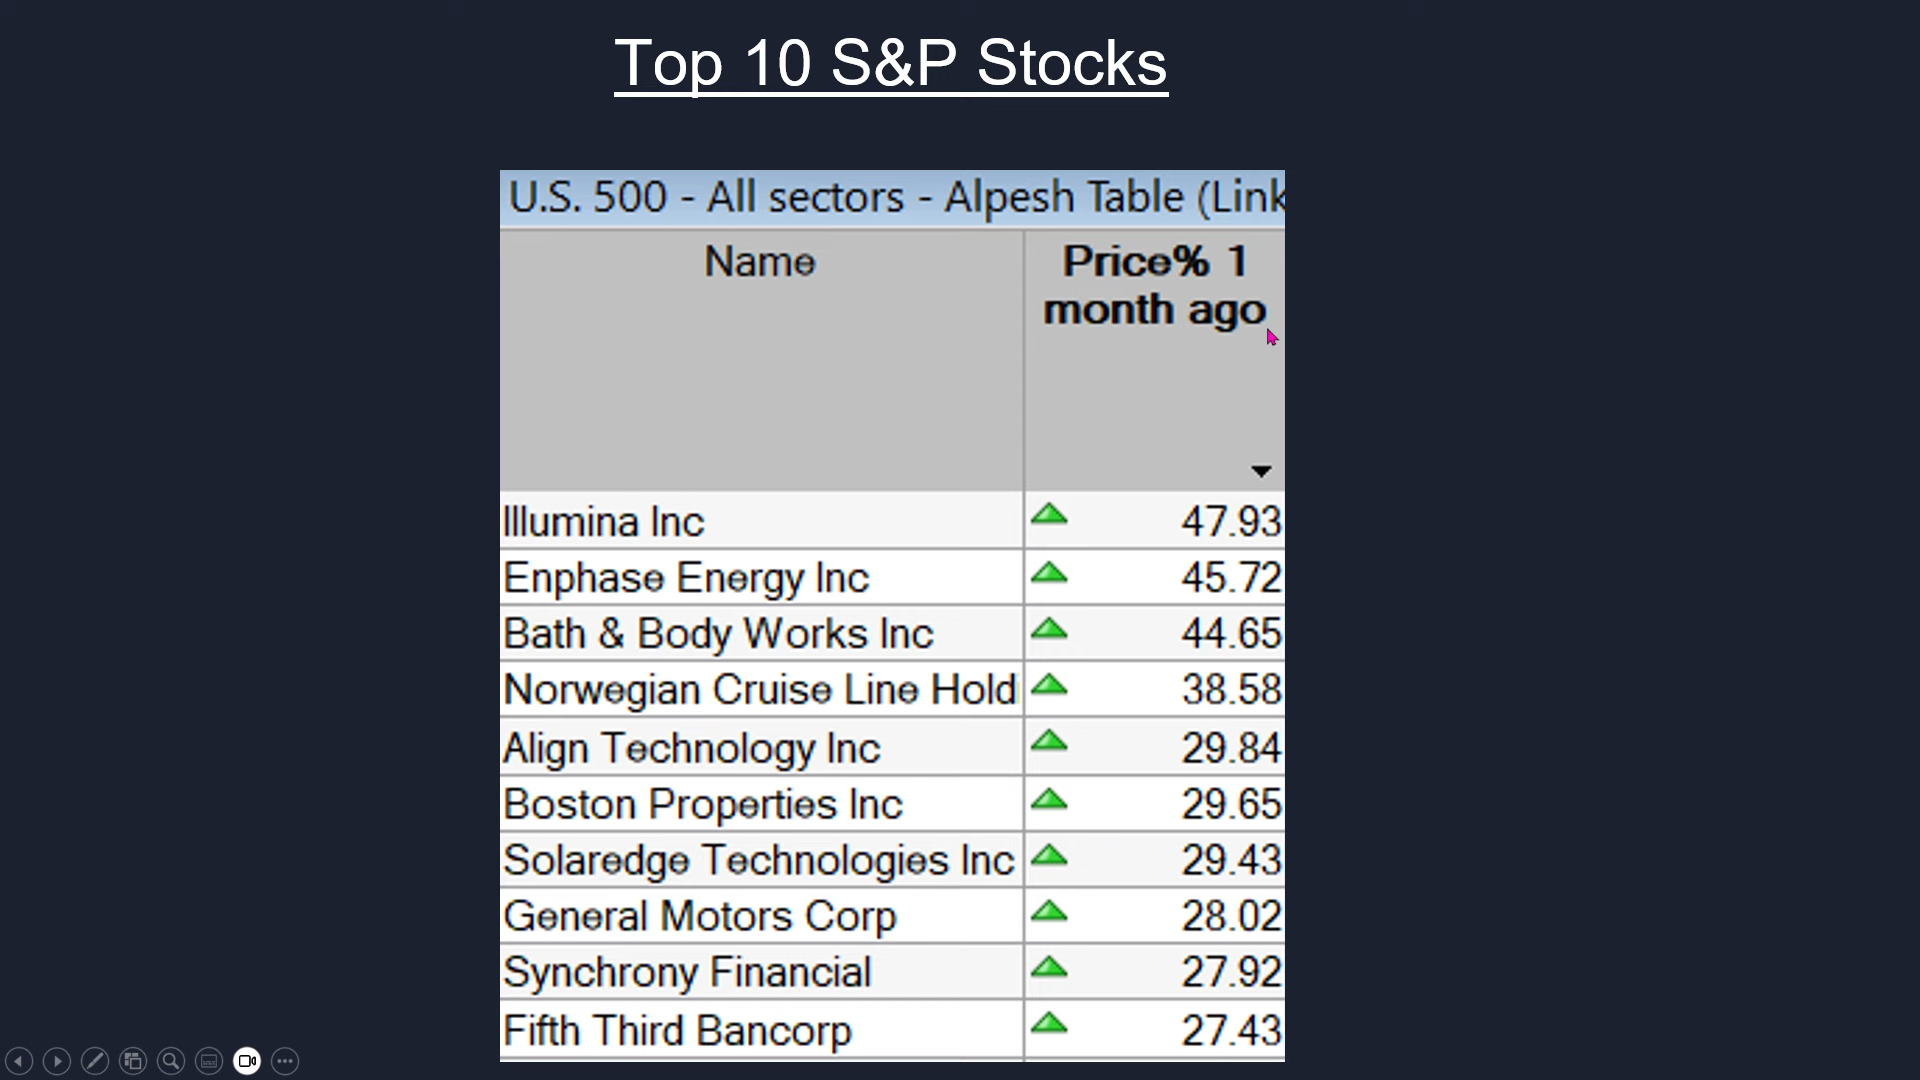 Top 10 S&P Stocks
U.S. 500 - All sectors - Alpesh Table (Link
Name
Price% 1
month ago
Illumina Inc 47.93
Enphase Energy Inc 45.72
Bath & Body Works Inc 44.65
Norwegian Cruise Line Hold 38.58
Align Technology Inc 29.84
Boston Properties Inc 29.65
Solaredge Technologies Inc 29.43
General Motors Corp 28.02
Synchrony Financial 27.92
Fifth Third Bancorp 27.43